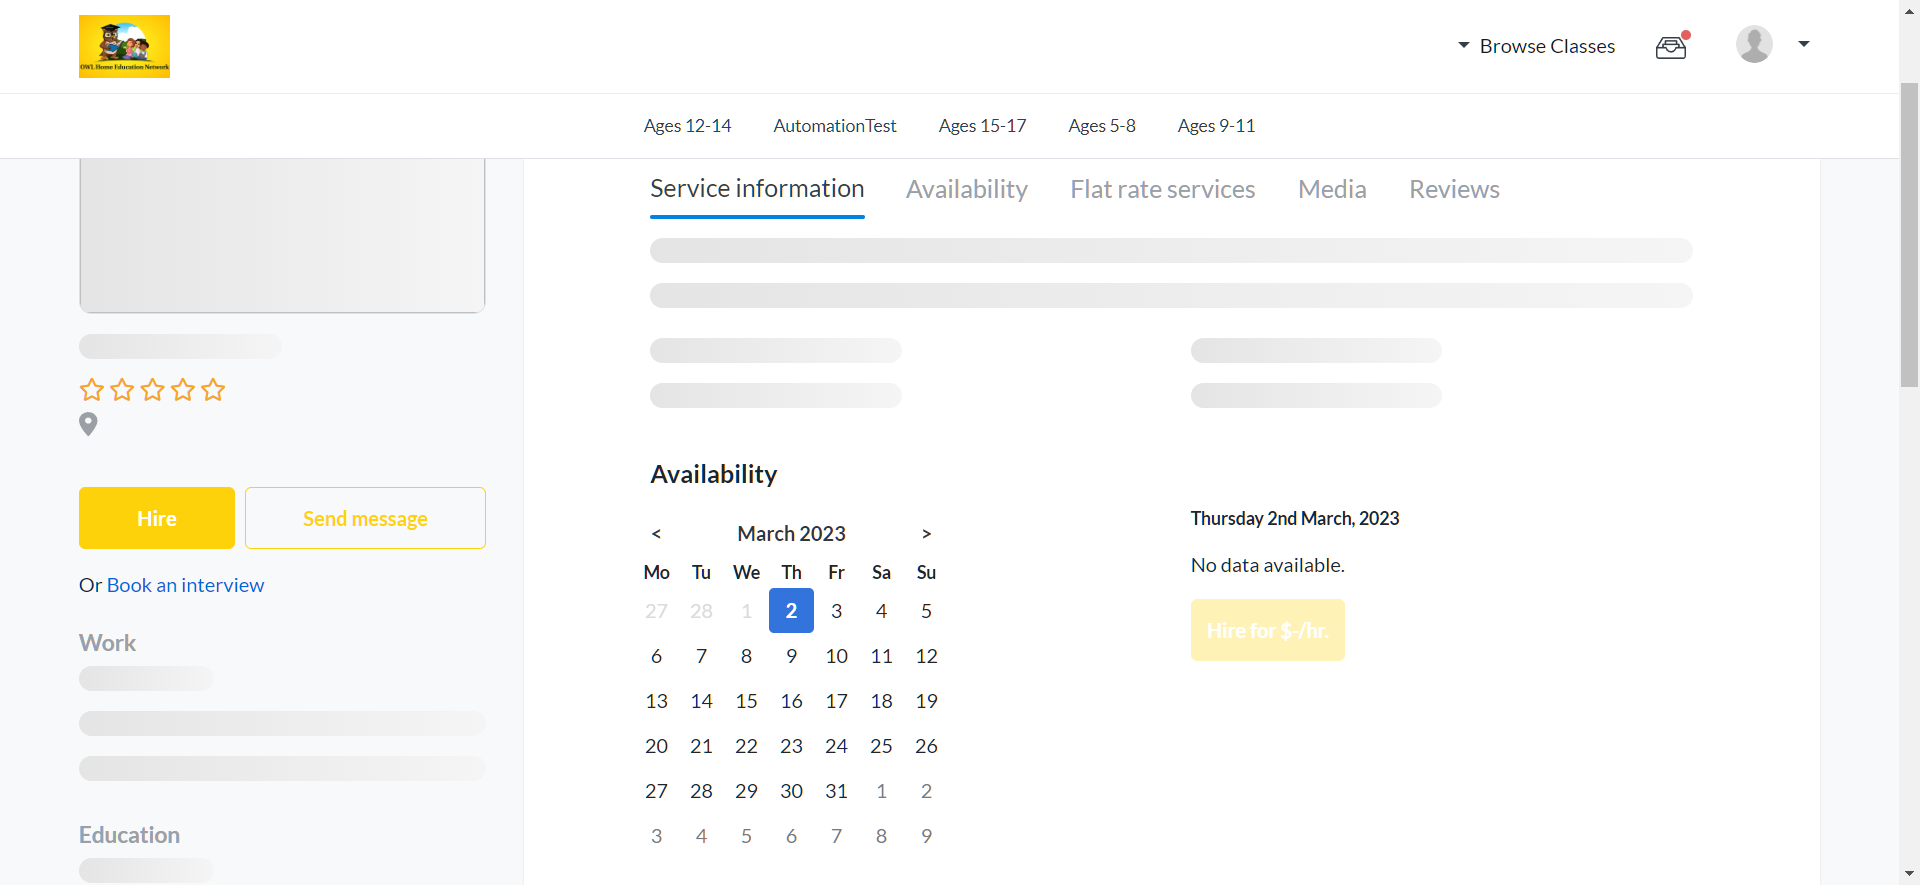 OWL Home Education Network
Browse Classes
Ages 12-14 AutomationTest Ages 15-17 Ages 5-8 Ages 9-11
Service information Availability Flat rate services Media Reviews
Hire Send message
Or Book an interview
Work
Education
Availability
< March 2023 >
Mo Tu We Th Fr Sa Su
27 28 1 2 3 4 5
6 7 8 9 10 11 12
13 14 15 16 17 18 19
20 21 22 23 24 25 26
27 28 29 30 31 1 2
3 4 5 6 7 8 9
Thursday 2nd March, 2023
No data available.
Hire for $-/hr.